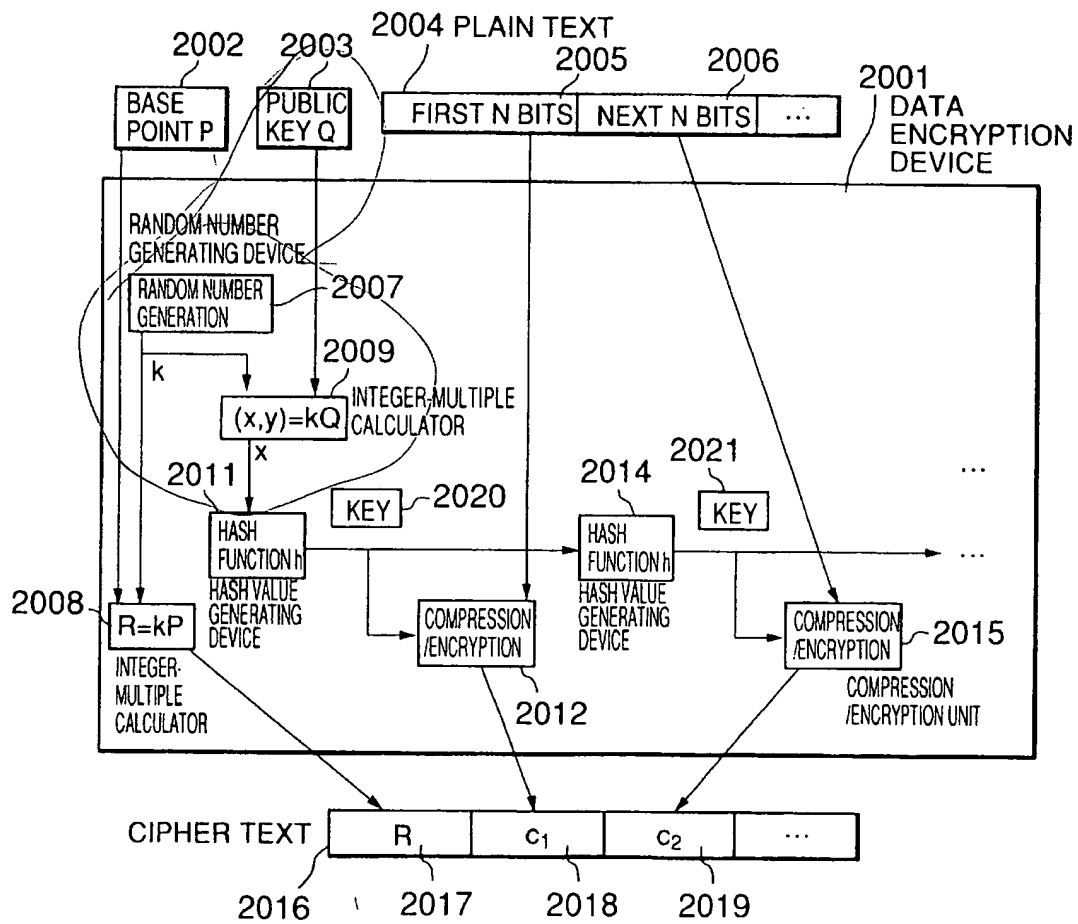 2004 PLAIN TEXT
2002
2003
2005
2006
2001
BASE
POINT P
PUBLIC
KEY Q
FIRST N BITS
NEXT N BITS
...
DATA
ENCRYPTION
DEVICE
RANDOM NUMBER
GENERATING DEVICE
RANDOM NUMBER
GENERATION
2007
k
2009
(x,y)=kQ
INTEGER-MULTIPLE
CALCULATOR
x
2011
KEY
2020
2014
2021
KEY
...
HASH
FUNCTION h
HASH VALUE
GENERATING
DEVICE
HASH
FUNCTION h
HASH VALUE
GENERATING
DEVICE
...
2008
R=kP
INTEGER-
MULTIPLE
CALCULATOR
COMPRESSION
/ENCRYPTION
2012
COMPRESSION
/ENCRYPTION
2015
COMPRESSION
/ENCRYPTION UNIT
CIPHER TEXT
R
c1
c2
...
2016
2017
2018
2019